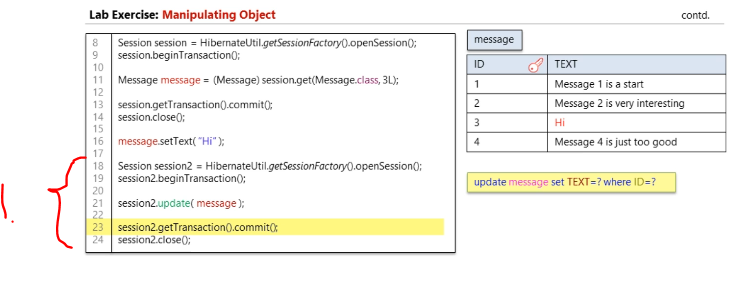 Lab Exercise: Manipulating Object
contd.
8 Session session = HibernateUtil.getSessionFactory().openSession();
9 session.beginTransaction();
10
11 Message message = (Message) session.get(Message.class, 3L);
12
13 session.getTransaction().commit();
14 session.close();
15
16 message.setText( "Hi" );
17
18 Session session2 = HibernateUtil.getSessionFactory().openSession();
19 session2.beginTransaction();
20
21 session2.update( message );
22
23 session2.getTransaction().commit();
24 session2.close();
1.
message
ID TEXT
1 Message 1 is a start
2 Message 2 is very interesting
3 Hi
4 Message 4 is just too good
update message set TEXT=? where ID=?